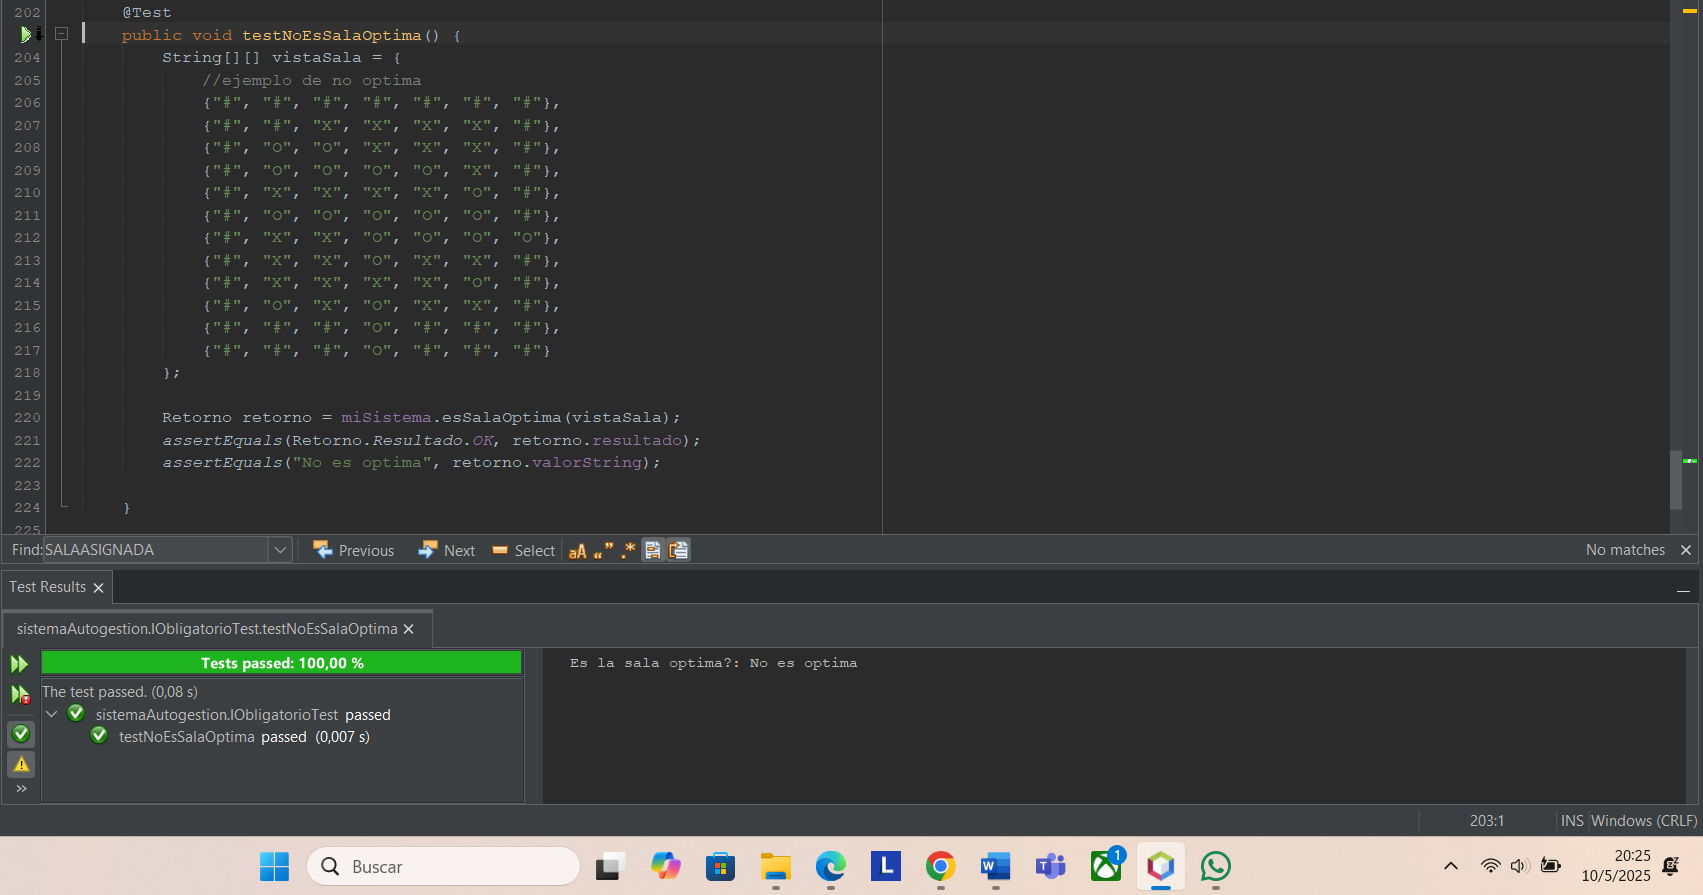 202 @Test
public void testNoEsSalaOptima() {
204 String[][] vistaSala = {
205 //ejemplo de no optima
206 {"#", "#", "#", "#", "#", "#", "#"},
207 {"#", "#", "X", "X", "X", "X", "#"},
208 {"#", "O", "O", "X", "X", "X", "#"},
209 {"#", "O", "O", "O", "O", "X", "#"},
210 {"#", "X", "X", "X", "X", "O", "#"},
211 {"#", "O", "O", "O", "O", "O", "#"},
212 {"#", "X", "X", "O", "O", "O", "O"},
213 {"#", "X", "X", "O", "X", "X", "#"},
214 {"#", "X", "X", "X", "X", "O", "#"},
215 {"#", "O", "X", "O", "X", "X", "#"},
216 {"#", "#", "#", "O", "#", "#", "#"},
217 {"#", "#", "#", "O", "#", "#", "#"}
218 };
219
220 Retorno retorno = miSistema.esSalaOptima(vistaSala);
221 assertEquals(Retorno.Resultado.OK, retorno.resultado);
222 assertEquals("No es optima", retorno.valorString);
223
224 }
225
Find: SALAASIGNADA Previous Next Select aA “” .* No matches
Test Results
sistemaAutogestion.IObligatorioTest.testNoEsSalaOptima
Tests passed: 100,00 %
Es la sala optima?: No es optima
The test passed. (0,08 s)
sistemaAutogestion.IObligatorioTest passed
testNoEsSalaOptima passed (0,007 s)
203:1 INS Windows (CRLF)
Buscar
L
W
1
20:25
10/5/2025